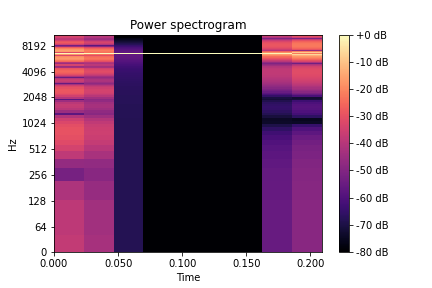 Power spectrogram
8192
4096
2048
1024
512
256
128
64
0
Hz
0.000 0.050 0.100 0.150 0.200
Time
+0 dB
-10 dB
-20 dB
-30 dB
-40 dB
-50 dB
-60 dB
-70 dB
-80 dB